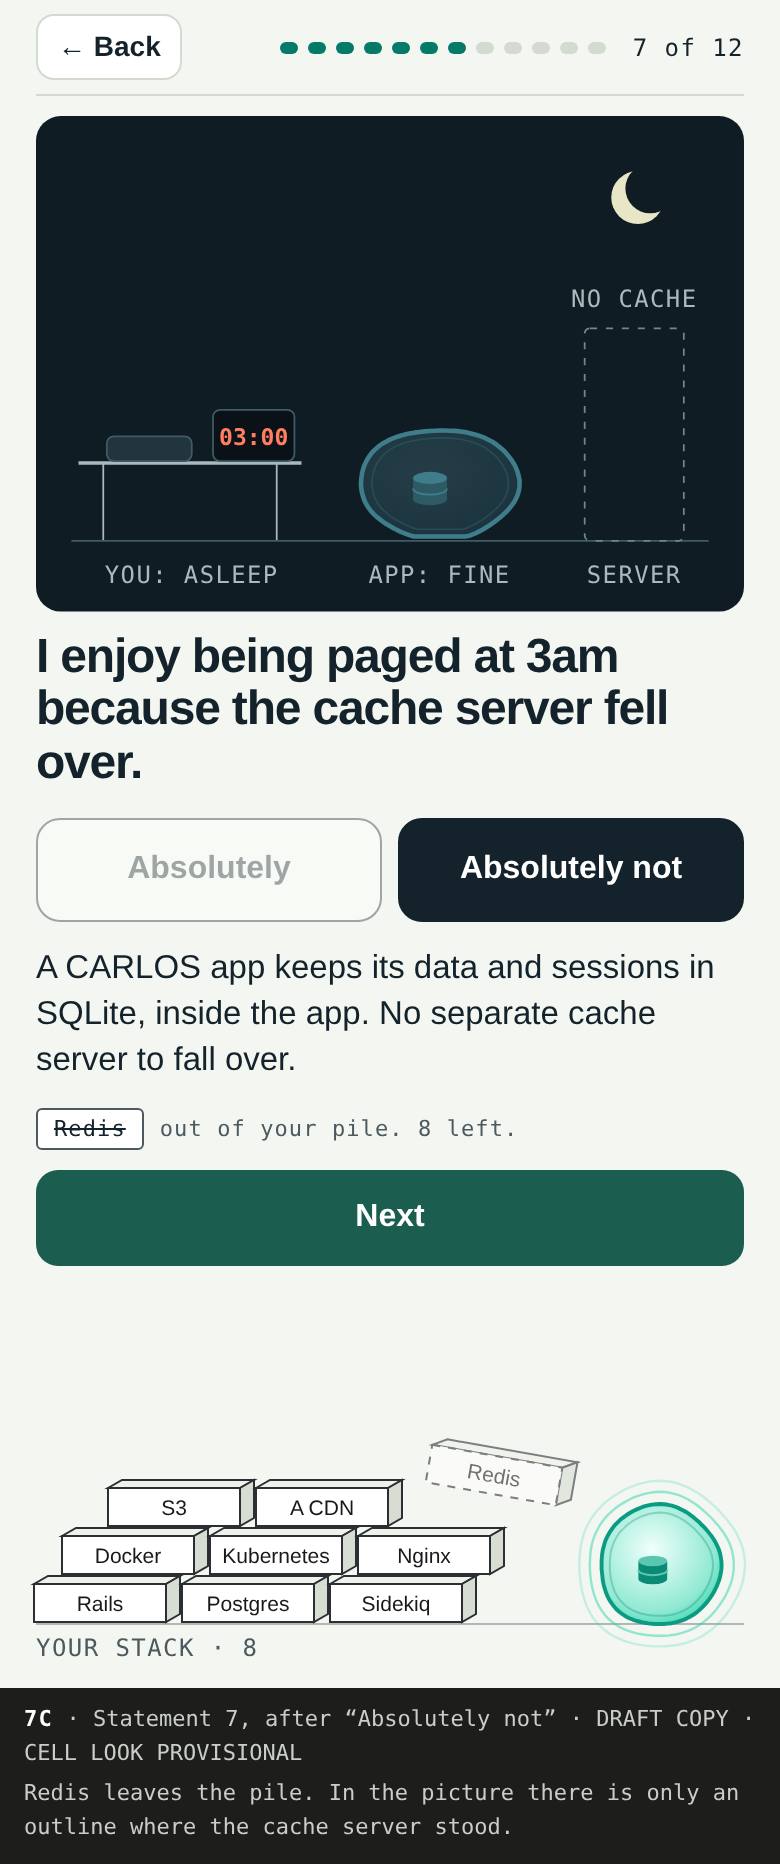 ← Back
7 of 12
NO CACHE
03:00
YOU: ASLEEP
APP: FINE
SERVER
I enjoy being paged at 3am
because the cache server fell
over.
Absolutely
Absolutely not
A CARLOS app keeps its data and sessions in
SQLite, inside the app. No separate cache
server to fall over.
Redis out of your pile. 8 left.
Next
Redis
S3
A CDN
Docker
Kubernetes
Nginx
Rails
Postgres
Sidekiq
YOUR STACK · 8
7C · Statement 7, after “Absolutely not” · DRAFT COPY ·
CELL LOOK PROVISIONAL
Redis leaves the pile. In the picture there is only an
outline where the cache server stood.